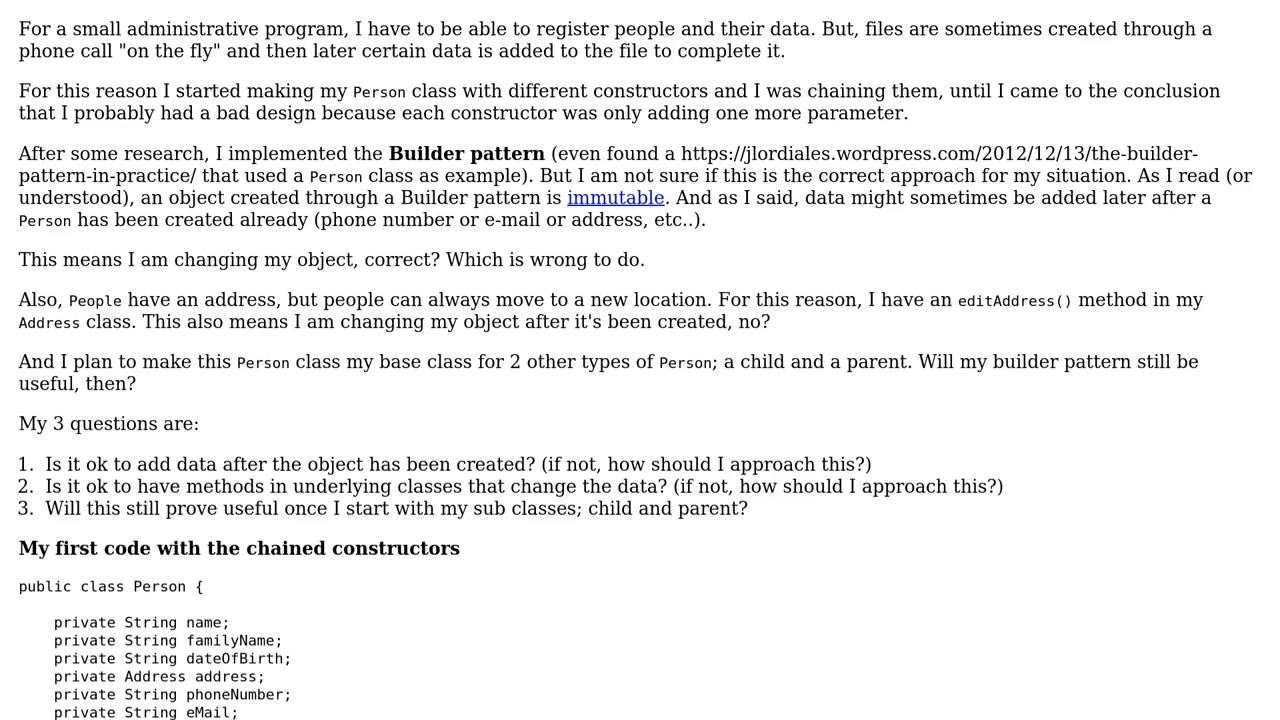 For a small administrative program, I have to be able to register people and their data. But, files are sometimes created through a
phone call "on the fly" and then later certain data is added to the file to complete it.
For this reason I started making my Person class with different constructors and I was chaining them, until I came to the conclusion
that I probably had a bad design because each constructor was only adding one more parameter.
After some research, I implemented the Builder pattern (even found a https://jlordiales.wordpress.com/2012/12/13/the-builder-
pattern-in-practice/ that used a Person class as example). But I am not sure if this is the correct approach for my situation. As I read (or
understood), an object created through a Builder pattern is immutable. And as I said, data might sometimes be added later after a
Person has been created already (phone number or e-mail or address, etc..).
This means I am changing my object, correct? Which is wrong to do.
Also, People have an address, but people can always move to a new location. For this reason, I have an editAddress() method in my
Address class. This also means I am changing my object after it's been created, no?
And I plan to make this Person class my base class for 2 other types of Person; a child and a parent. Will my builder pattern still be
useful, then?
My 3 questions are:
1. Is it ok to add data after the object has been created? (if not, how should I approach this?)
2. Is it ok to have methods in underlying classes that change the data? (if not, how should I approach this?)
3. Will this still prove useful once I start with my sub classes; child and parent?
My first code with the chained constructors
public class Person {
    private String name;
    private String familyName;
    private String dateOfBirth;
    private Address address;
    private String phoneNumber;
    private String eMail;